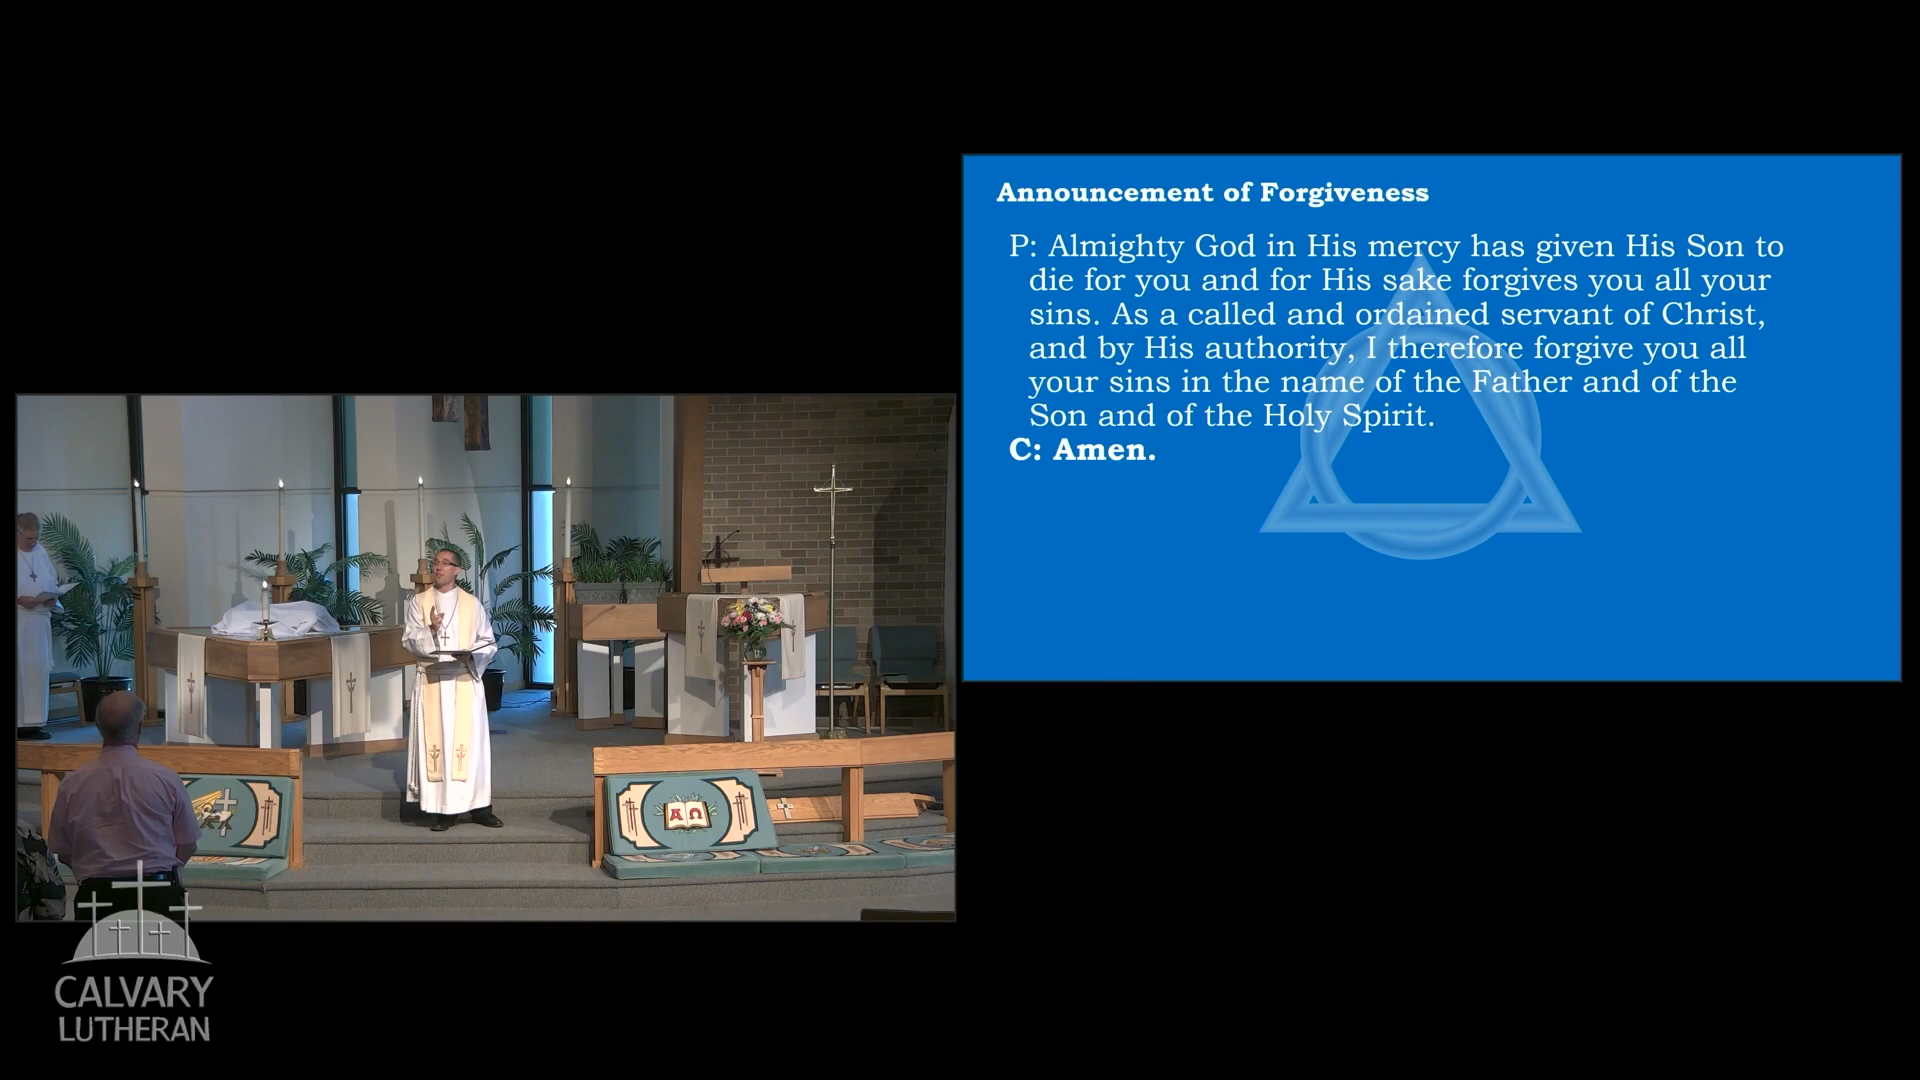 Announcement of Forgiveness
P: Almighty God in His mercy has given His Son to
die for you and for His sake forgives you all your
sins. As a called and ordained servant of Christ,
and by His authority, I therefore forgive you all
your sins in the name of the Father and of the
Son and of the Holy Spirit.
C: Amen.
Α Ω
CALVARY
LUTHERAN